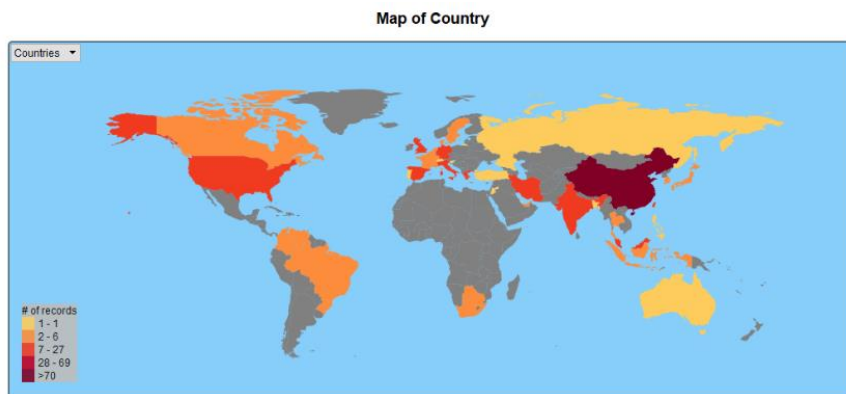 Map of Country
Countries
# of records
1 - 1
2 - 6
7 - 27
28 - 69
>70